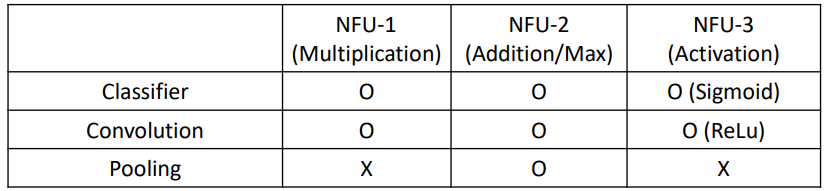 NFU-1 NFU-2 NFU-3
(Multiplication) (Addition/Max) (Activation)
Classifier O O O (Sigmoid)
Convolution O O O (ReLu)
Pooling X O X